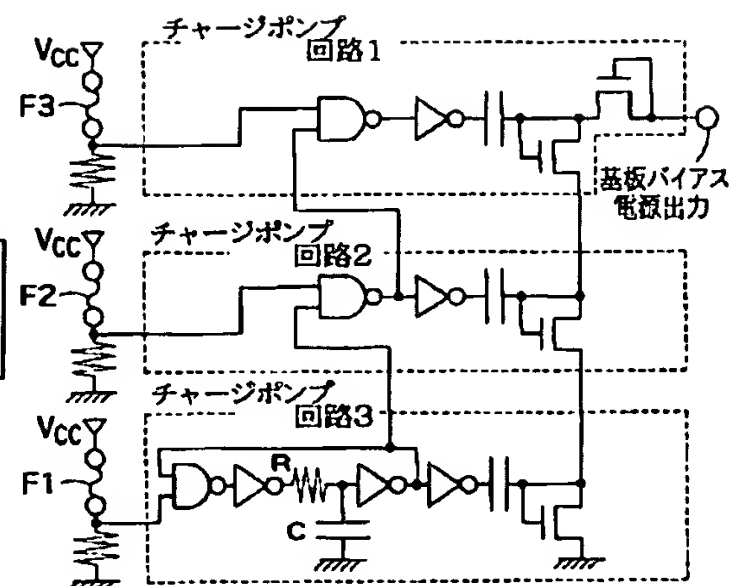 チャージポンプ
回路1
VCC
F3
基板バイアス
電源出力
チャージポンプ
回路2
VCC
F2
チャージポンプ
回路3
VCC
F1
R
C